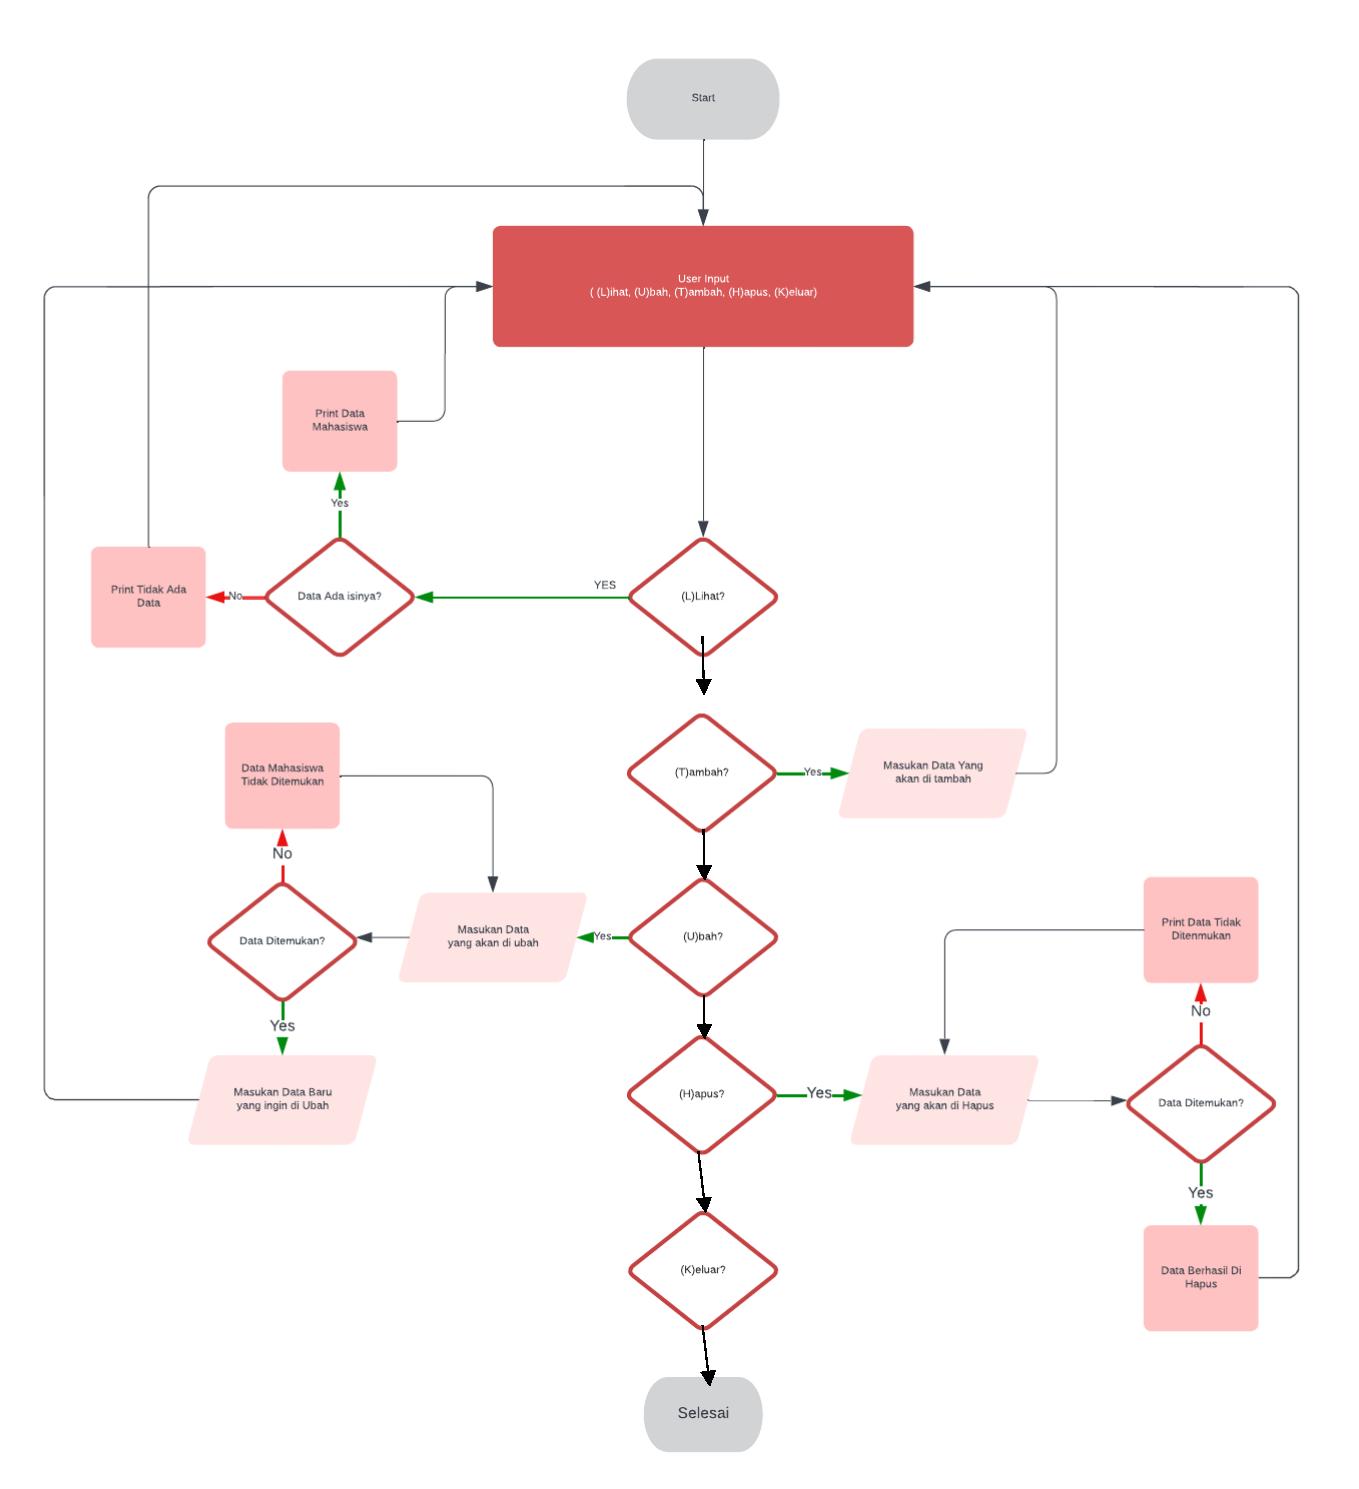 Start
User Input
( (L)ihat, (U)bah, (T)ambah, (H)apus, (K)eluar)
Print Data
Mahasiswa
Yes
Print Tidak Ada
Data
No
Data Ada isinya?
YES
(L)Lihat?
Data Mahasiswa
Tidak Ditemukan
(T)ambah?
Yes
Masukan Data Yang
akan di tambah
No
Data Ditemukan?
Masukan Data
yang akan di ubah
Yes
(U)bah?
Print Data Tidak
Ditenmukan
No
Yes
Masukan Data Baru
yang ingin di Ubah
(H)apus?
Yes
Masukan Data
yang akan di Hapus
Data Ditemukan?
Yes
(K)eluar?
Data Berhasil Di
Hapus
Selesai